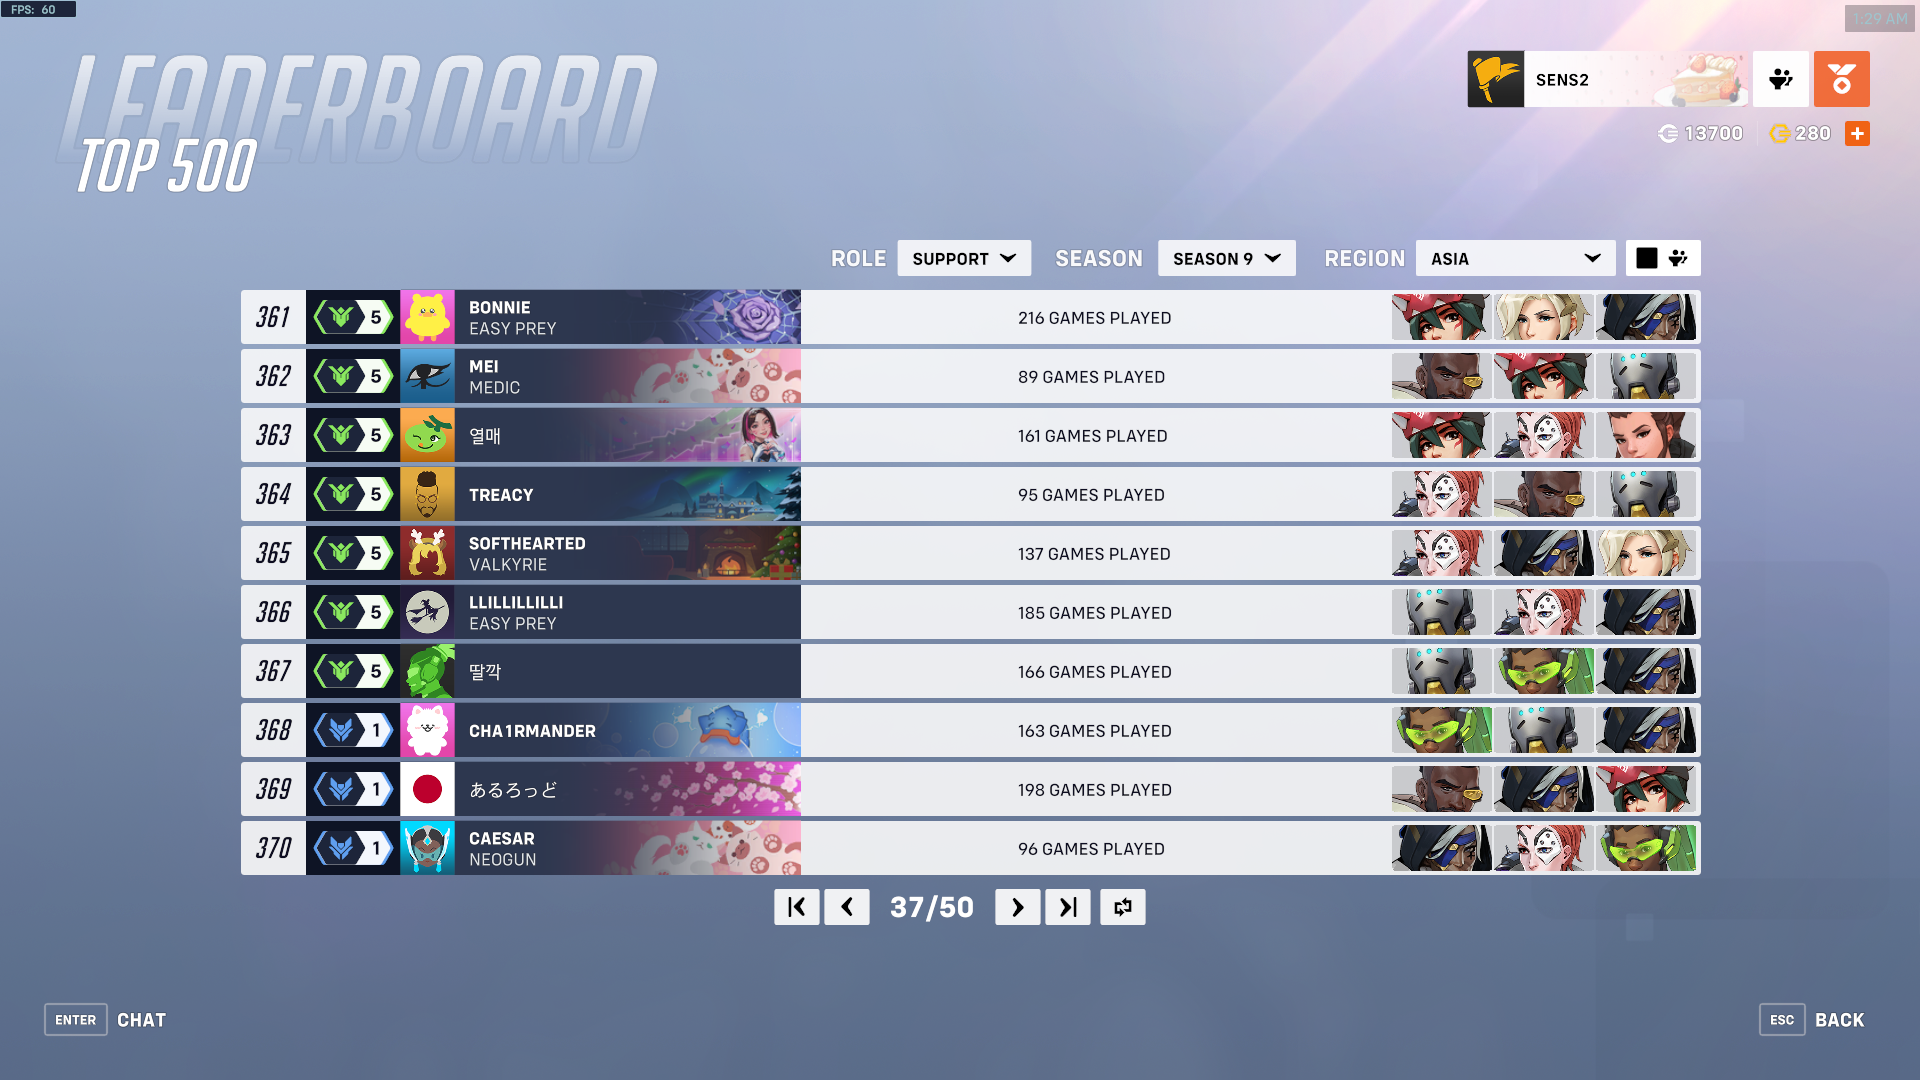 FPS: 60
1:29 AM
LEADERBOARD
TOP 500
SENS2
13700
280
ROLE SUPPORT SEASON SEASON 9 REGION ASIA
361 5 BONNIE
EASY PREY
216 GAMES PLAYED
362 5 MEI
MEDIC
89 GAMES PLAYED
363 5 열매
161 GAMES PLAYED
364 5 TREACY
95 GAMES PLAYED
365 5 SOFTHEARTED
VALKYRIE
137 GAMES PLAYED
366 5 LLILLILLILLI
EASY PREY
185 GAMES PLAYED
367 5 딸깍
166 GAMES PLAYED
368 1 CHA1RMANDER
163 GAMES PLAYED
369 1 あるろっど
198 GAMES PLAYED
370 1 CAESAR
NEOGUN
96 GAMES PLAYED
37/50
ENTER CHAT
ESC BACK